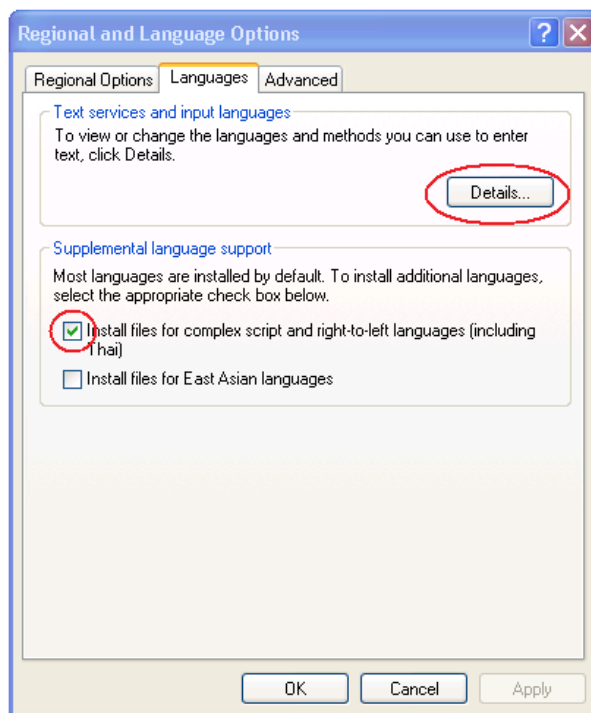 Regional and Language Options
Regional Options Languages Advanced
Text services and input languages
To view or change the languages and methods you can use to enter
text, click Details.
Details...
Supplemental language support
Most languages are installed by default. To install additional languages,
select the appropriate check box below.
Install files for complex script and right-to-left languages (including
Thai)
Install files for East Asian languages
OK Cancel Apply